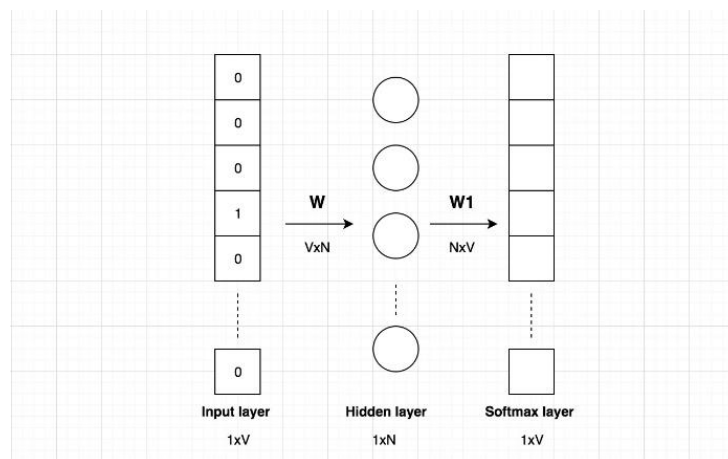 0
0
0
1
0
0
W
VxN
W1
NxV
Input layer
1xV
Hidden layer
1xN
Softmax layer
1xV